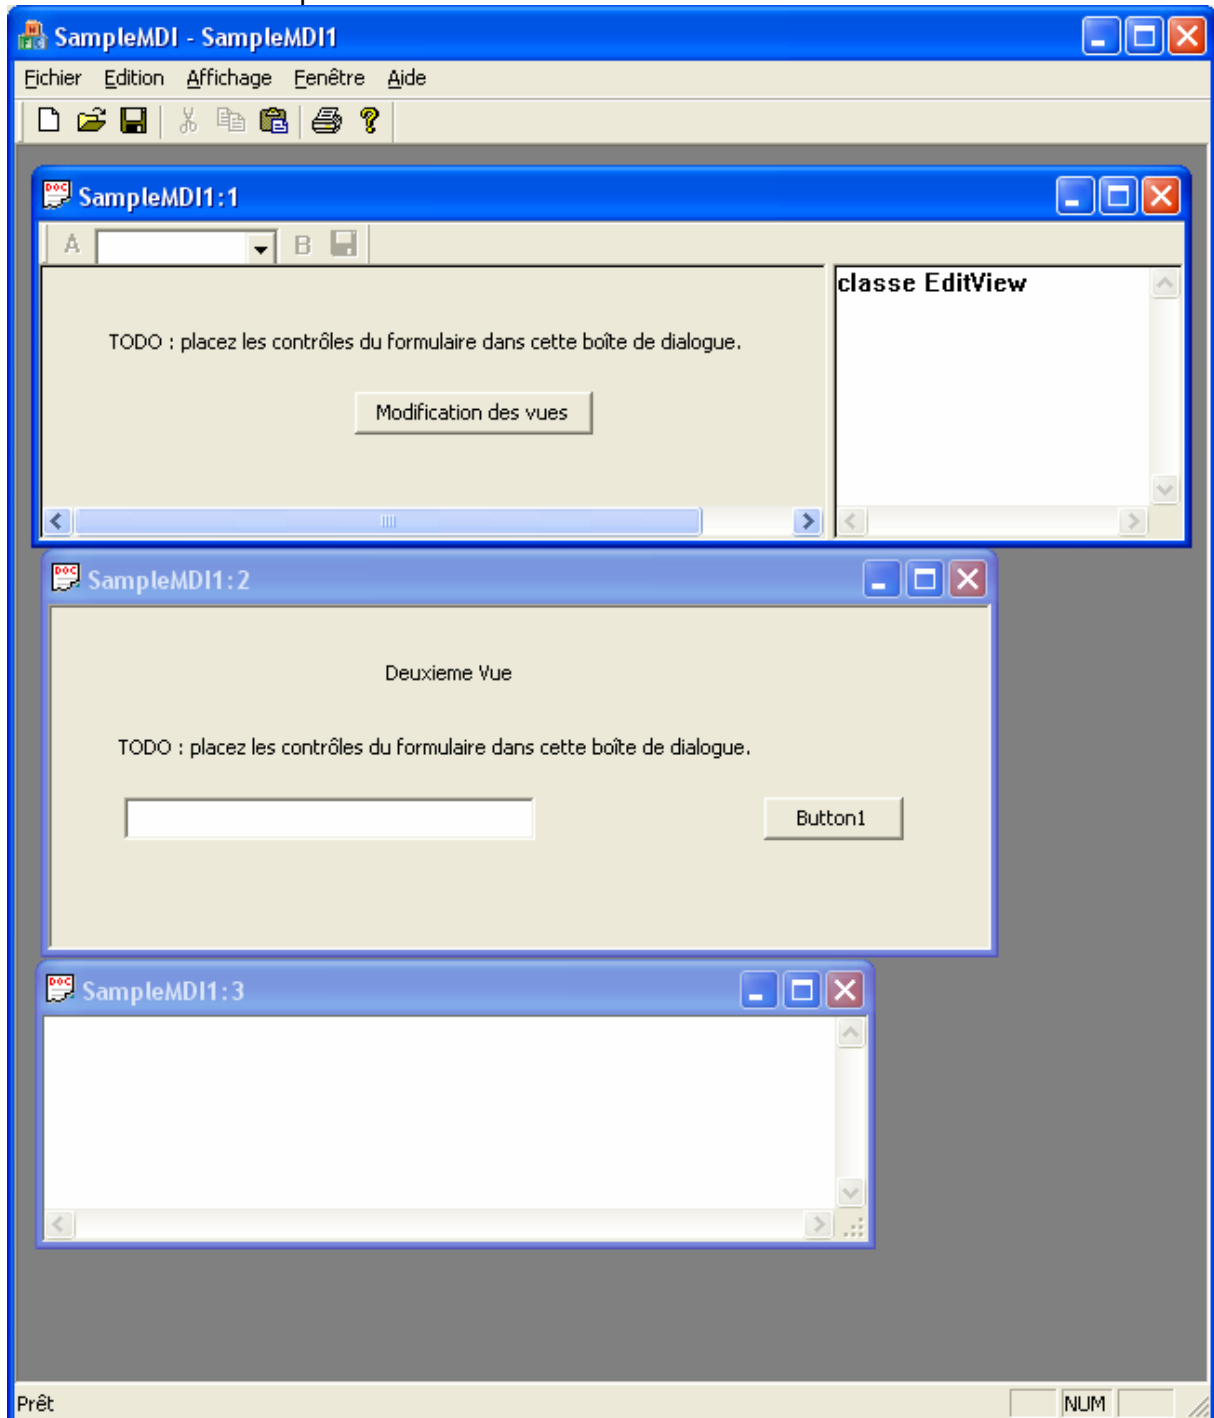 SampleMDI - SampleMDI1
Fichier Edition Affichage Fenêtre Aide
SampleMDI1:1
A B
classe EditView
TODO : placez les contrôles du formulaire dans cette boîte de dialogue.
Modification des vues
SampleMDI1:2
Deuxieme Vue
TODO : placez les contrôles du formulaire dans cette boîte de dialogue.
Button1
SampleMDI1:3
Prêt NUM